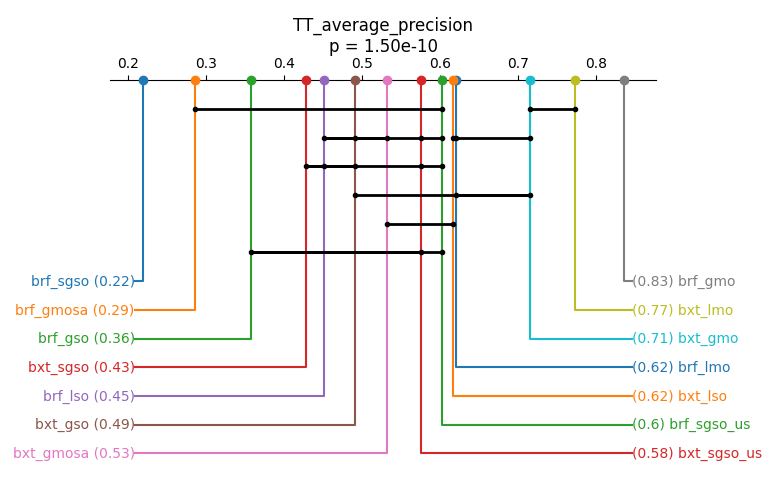 TT_average_precision
p = 1.50e-10
0.2 0.3 0.4 0.5 0.6 0.7 0.8
brf_sgso (0.22) (0.83) brf_gmo
brf_gmosa (0.29) (0.77) bxt_lmo
brf_gso (0.36) (0.71) bxt_gmo
bxt_sgso (0.43) (0.62) brf_lmo
brf_lso (0.45) (0.62) bxt_lso
bxt_gso (0.49) (0.6) brf_sgso_us
bxt_gmosa (0.53) (0.58) bxt_sgso_us